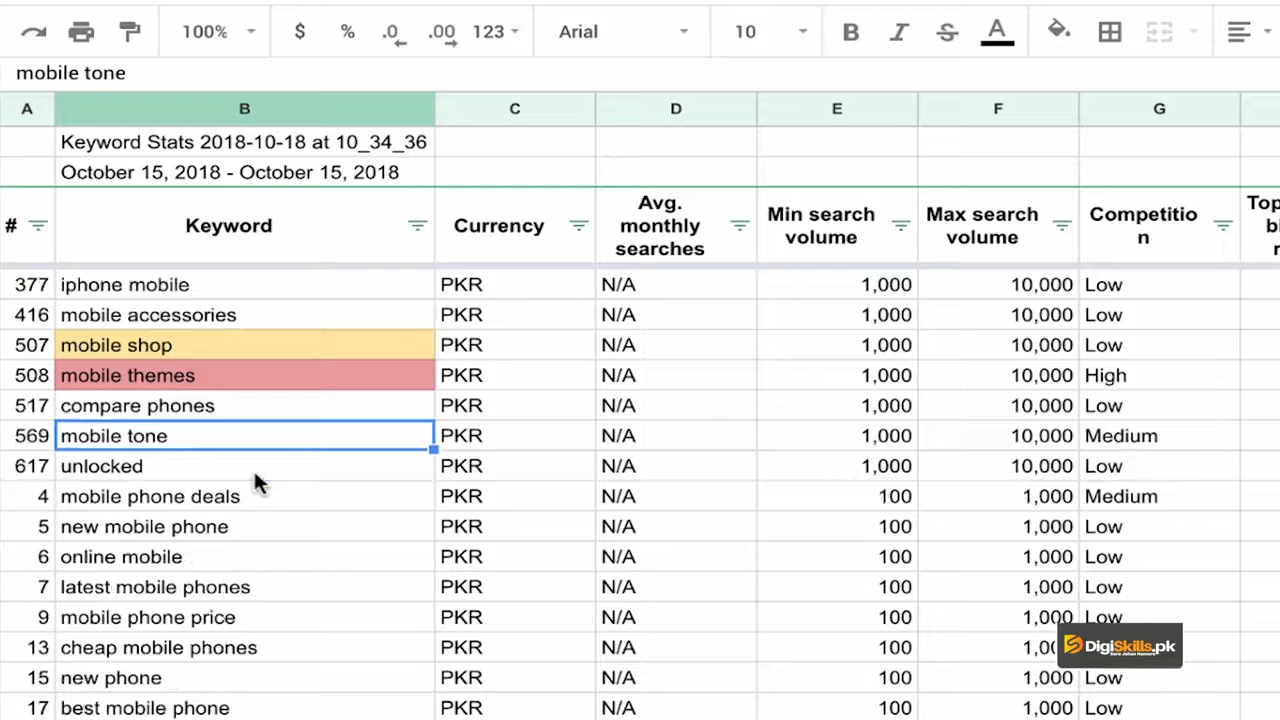 100% $ % .0 .00 123 Arial 10 B I S A
mobile tone
A B C D E F G
Keyword Stats 2018-10-18 at 10_34_36
October 15, 2018 - October 15, 2018
# Keyword Currency Avg. monthly searches Min search volume Max search volume Competitio n Top
377 iphone mobile PKR N/A 1,000 10,000 Low
416 mobile accessories PKR N/A 1,000 10,000 Low
507 mobile shop PKR N/A 1,000 10,000 Low
508 mobile themes PKR N/A 1,000 10,000 High
517 compare phones PKR N/A 1,000 10,000 Low
569 mobile tone PKR N/A 1,000 10,000 Medium
617 unlocked PKR N/A 1,000 10,000 Low
4 mobile phone deals PKR N/A 100 1,000 Medium
5 new mobile phone PKR N/A 100 1,000 Low
6 online mobile PKR N/A 100 1,000 Low
7 latest mobile phones PKR N/A 100 1,000 Low
9 mobile phone price PKR N/A 100 1,000 Low
13 cheap mobile phones PKR N/A 100
DigiSkills.pk
15 new phone PKR N/A 100 1,000 Low
17 best mobile phone PKR N/A 100 1,000 Low